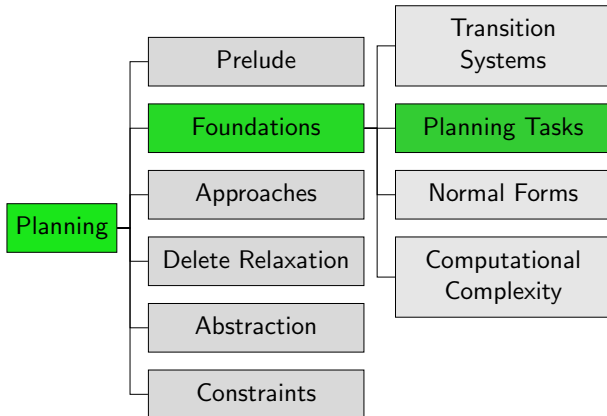 Planning
Prelude
Foundations
Approaches
Delete Relaxation
Abstraction
Constraints
Transition
Systems
Planning Tasks
Normal Forms
Computational
Complexity